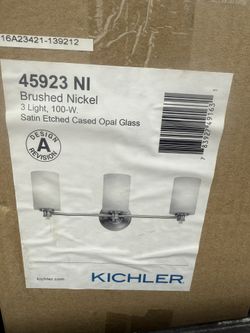 16A23421-139212
45923 NI
Brushed Nickel
3 Light, 100-W.
Satin Etched Cased Opal Glass
DESIGN
A
REVISION
kichler.com
KICHLER